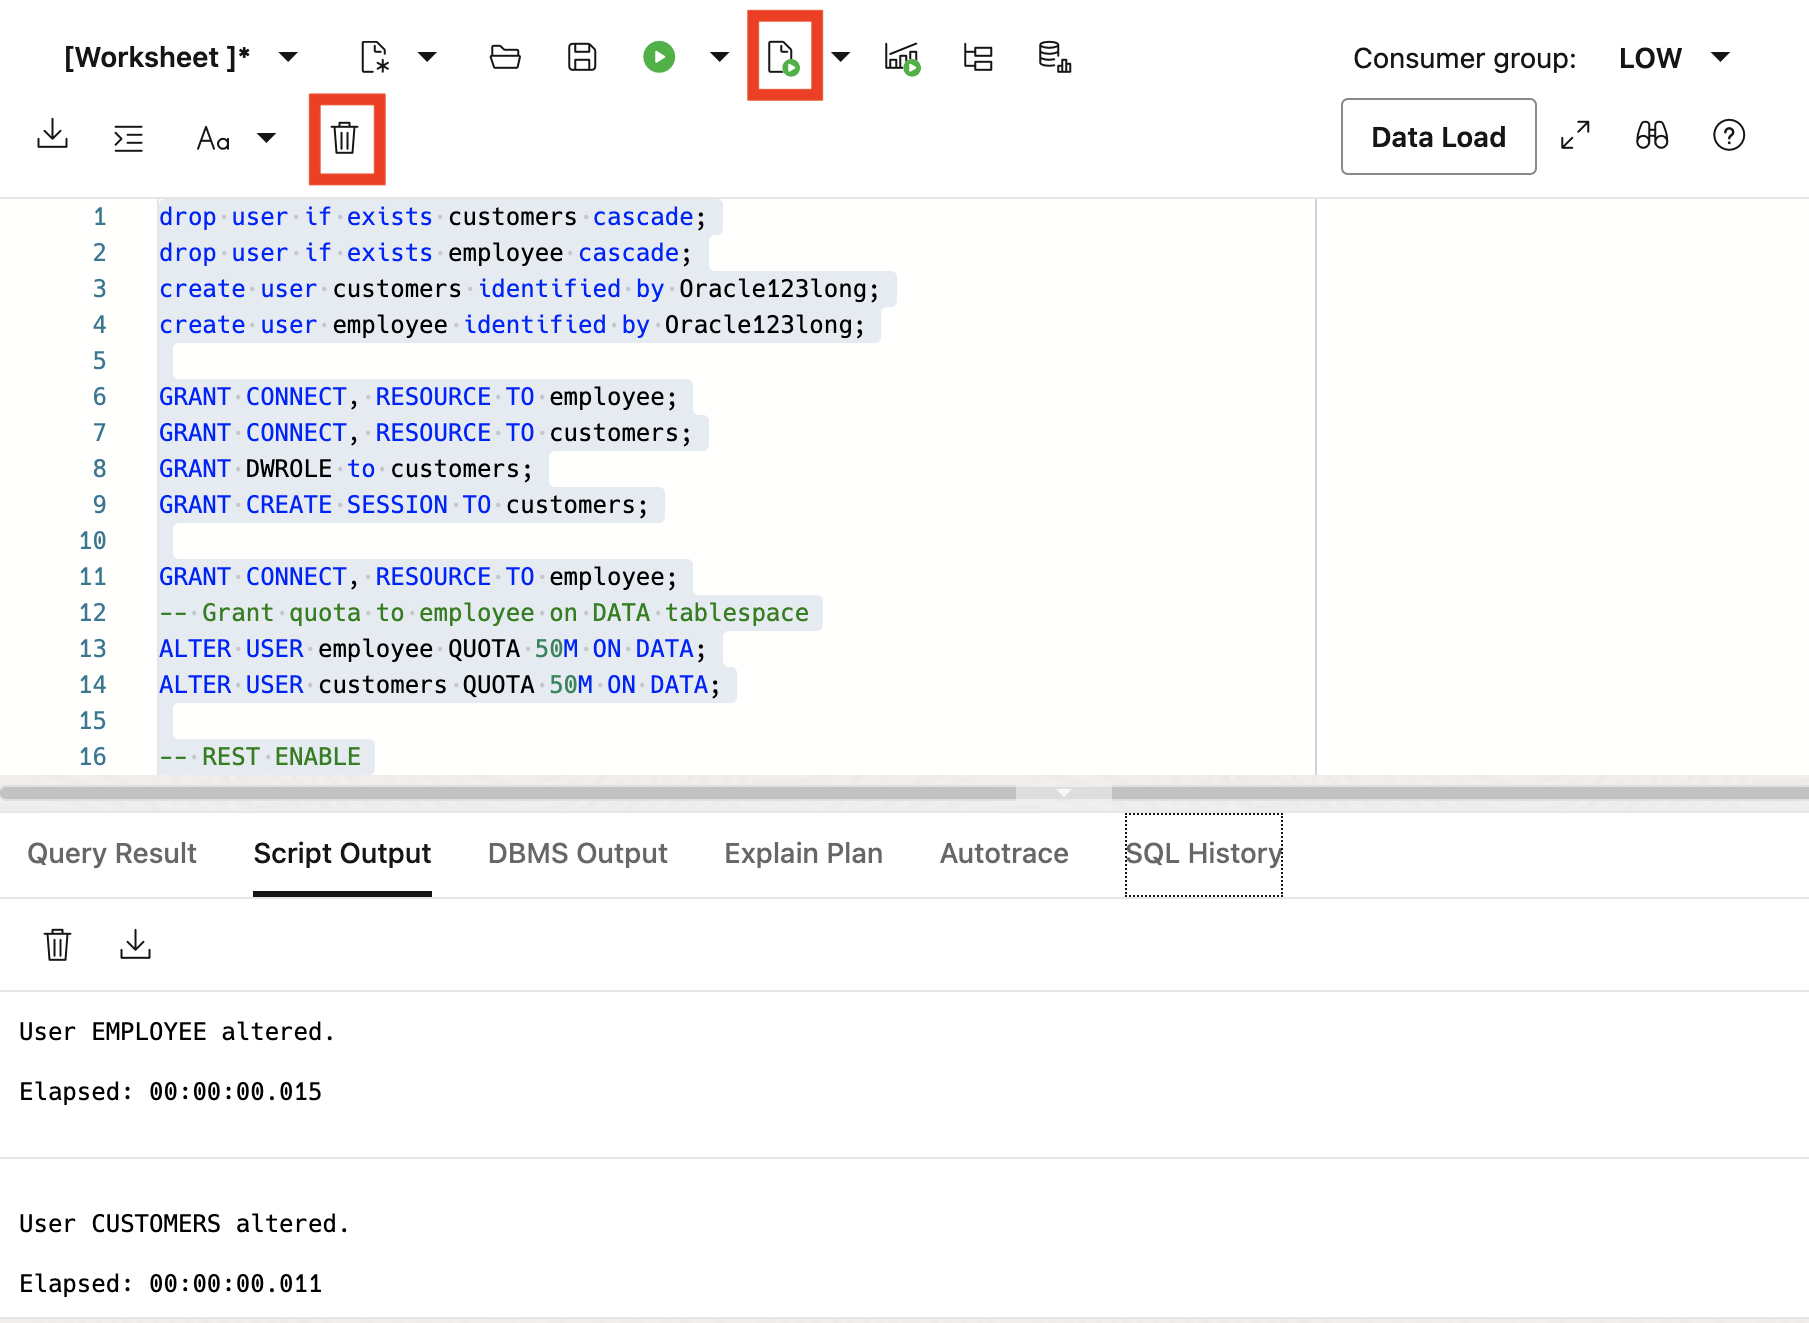 [Worksheet ]*
Consumer group: LOW
Aa
Data Load
1 drop user if exists customers cascade;
2 drop user if exists employee cascade;
3 create user customers identified by Oracle123long;
4 create user employee identified by Oracle123long;
5
6 GRANT CONNECT, RESOURCE TO employee;
7 GRANT CONNECT, RESOURCE TO customers;
8 GRANT DWROLE to customers;
9 GRANT CREATE SESSION TO customers;
10
11 GRANT CONNECT, RESOURCE TO employee;
12 -- Grant quota to employee on DATA tablespace
13 ALTER USER employee QUOTA 50M ON DATA;
14 ALTER USER customers QUOTA 50M ON DATA;
15
16 -- REST ENABLE
Query Result Script Output DBMS Output Explain Plan Autotrace SQL History
User EMPLOYEE altered.
Elapsed: 00:00:00.015
User CUSTOMERS altered.
Elapsed: 00:00:00.011